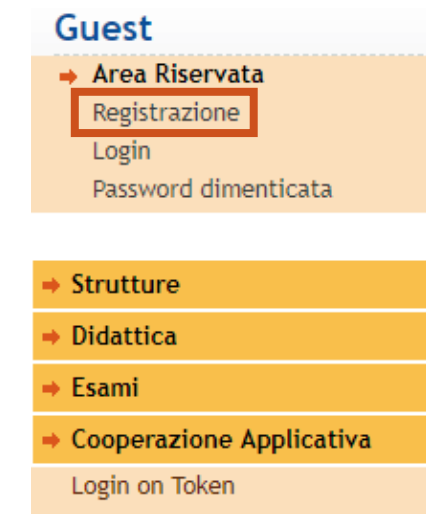 Guest
Area Riservata
Registrazione
Login
Password dimenticata
Strutture
Didattica
Esami
Cooperazione Applicativa
Login on Token